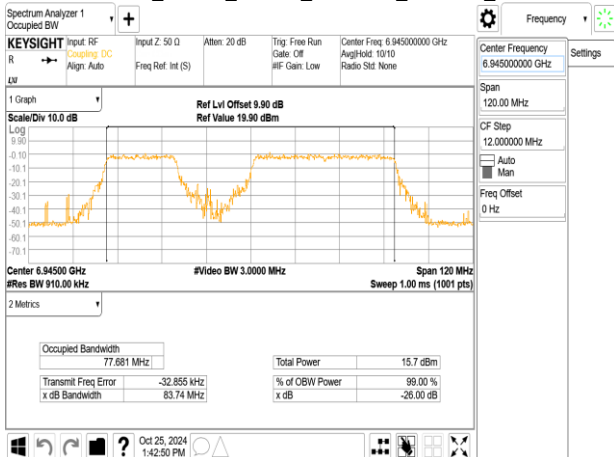 Spectrum Analyzer 1
Occupied BW
+
Frequency
KEYSIGHT
R
LXI
Input: RF
Coupling: DC
Align: Auto
Input Z: 50 Ω
Freq Ref: Int (S)
Atten: 20 dB
Trig: Free Run
Gate: Off
#IF Gain: Low
Center Freq: 6.945000000 GHz
Avg|Hold: 10/10
Radio Std: None
Center Frequency
6.945000000 GHz
Settings
Span
120.00 MHz
CF Step
12.000000 MHz
Auto
Man
Freq Offset
0 Hz
1 Graph
Scale/Div 10.0 dB
Ref Lvl Offset 9.90 dB
Ref Value 19.90 dBm
Log
9.90
-0.10
-10.1
-20.1
-30.1
-40.1
-50.1
-60.1
-70.1
Center 6.94500 GHz
#Res BW 910.00 kHz
#Video BW 3.0000 MHz
Span 120 MHz
Sweep 1.00 ms (1001 pts)
2 Metrics
Occupied Bandwidth
77.681 MHz
Transmit Freq Error -32.855 kHz
x dB Bandwidth 83.74 MHz
Total Power 15.7 dBm
% of OBW Power 99.00 %
x dB -26.00 dB
?
Oct 25, 2024
1:42:50 PM